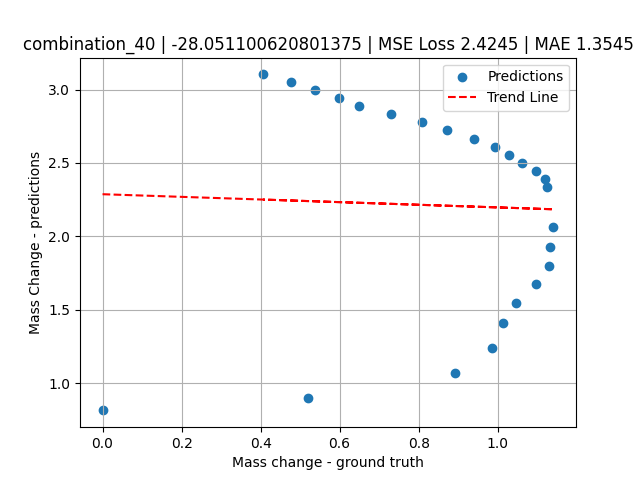 combination_40 | -28.051100620801375 | MSE Loss 2.4245 | MAE 1.3545
Predictions
Trend Line
Mass Change - predictions
3.0
2.5
2.0
1.5
1.0
0.0 0.2 0.4 0.6 0.8 1.0
Mass change - ground truth